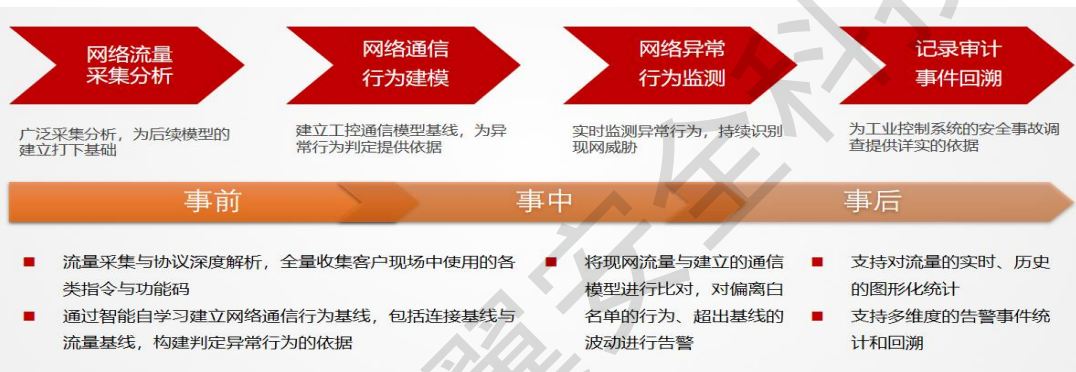 网络流量
采集分析
网络通信
行为建模
网络异常
行为监测
记录审计
事件回溯
广泛采集分析，为后续模型的
建立打下基础
建立工控通信模型基线，为异
常行为判定提供依据
实时监测异常行为，持续识别
现网威胁
为工业控制系统的安全事故调
查提供详实的依据
事前
事中
事后
■ 流量采集与协议深度解析，全量收集客户现场中使用的各
类指令与功能码
■ 通过智能自学习建立网络通信行为基线，包括连接基线与
流量基线，构建判定异常行为的依据
■ 将现网流量与建立的通信
模型进行比对，对偏离白
名单的行为、超出基线的
波动进行告警
■ 支持对流量的实时、历史
的图形化统计
■ 支持多维度的告警事件统
计和回溯
翼安全科